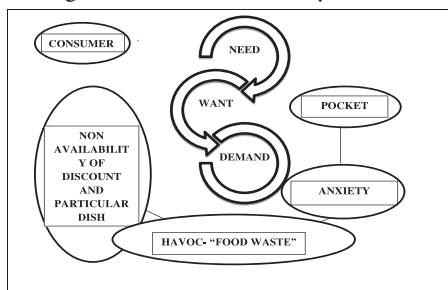 CONSUMER
NEED
WANT
POCKET
NON
AVAILABILIT
Y OF
DISCOUNT
AND
PARTICULAR
DISH
DEMAND
ANXIETY
HAVOC- “FOOD WASTE”